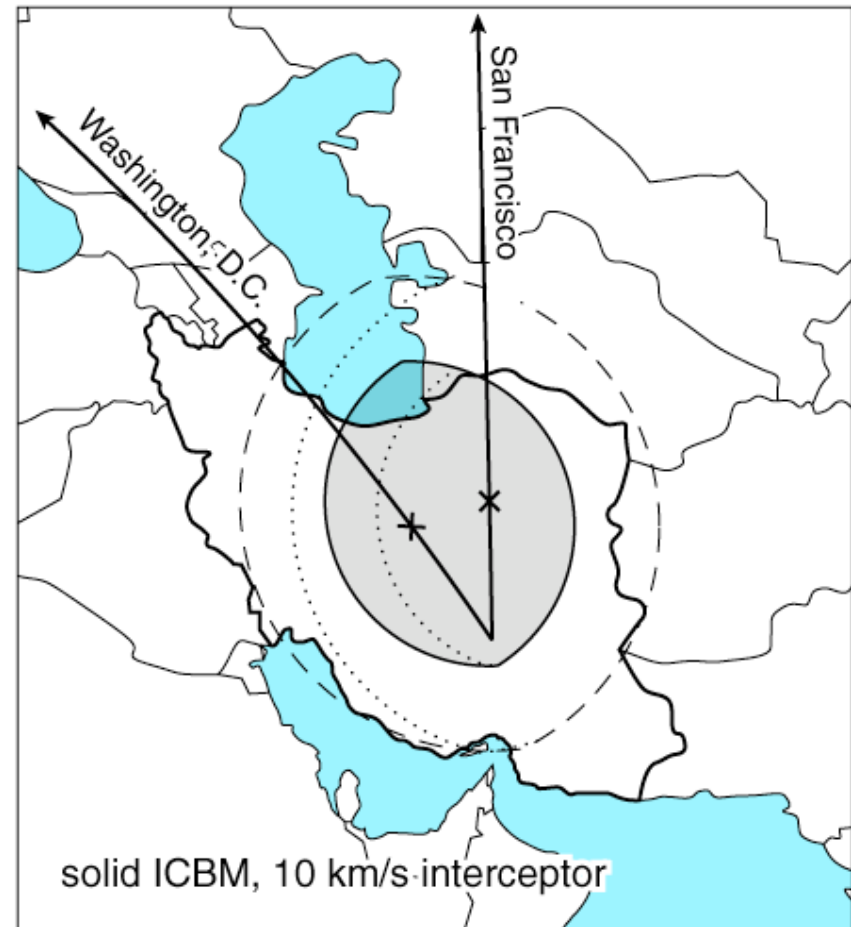 Washington, D.C.
San Francisco
solid ICBM, 10 km/s interceptor